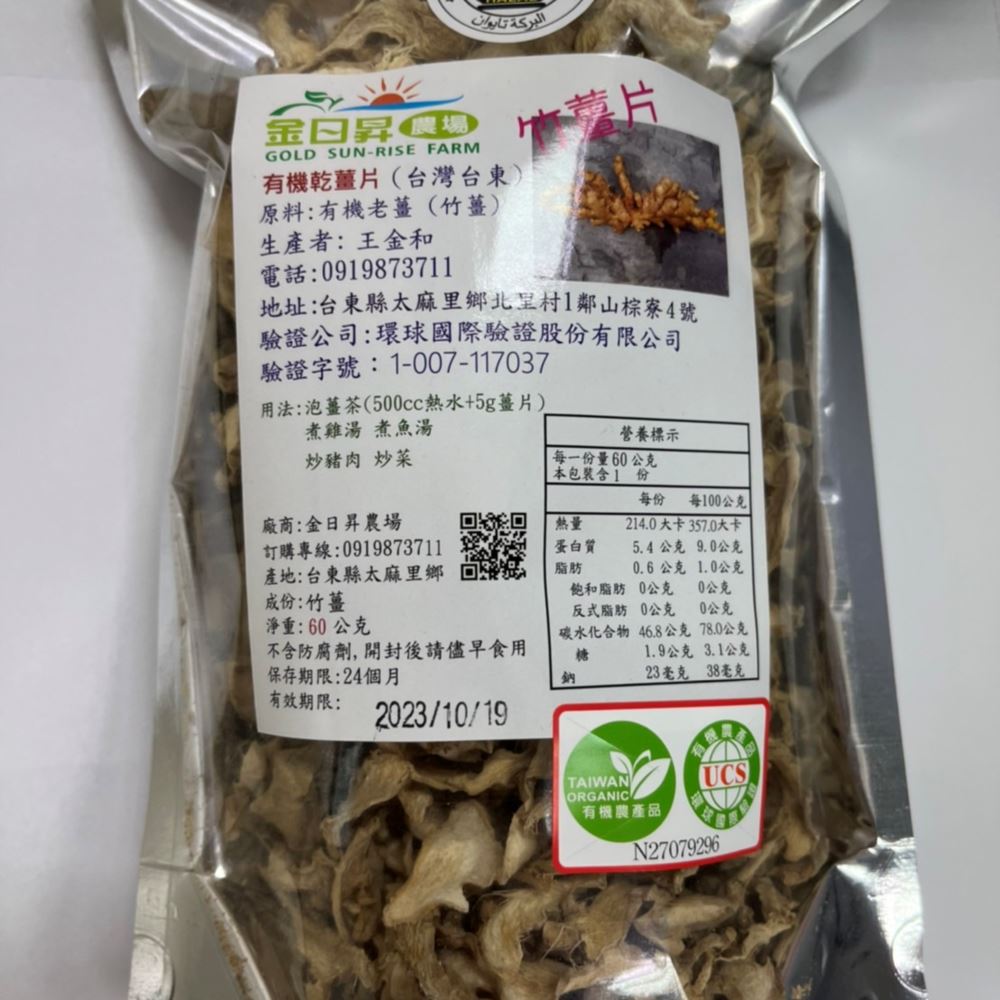 البركة تايوان
金日昇 農場
GOLD SUN-RISE FARM
竹薑片
有機乾薑片(台灣台東)
原料:有機老薑(竹薑)
生產者: 王金和
電話:0919873711
地址:台東縣太麻里鄉北里村1鄰山棕寮4號
驗證公司:環球國際驗證股份有限公司
驗證字號:1-007-117037
用法:泡薑茶(500cc熱水+5g薑片)
煮雞湯 煮魚湯
炒豬肉 炒菜
營養標示
每一份量60公克
本包裝含1 份
每份 每100公克
熱量 214.0大卡 357.0大卡
蛋白質 5.4公克 9.0公克
脂肪 0.6公克 1.0公克
飽和脂肪 0公克 0公克
反式脂肪 0公克 0公克
碳水化合物 46.8公克 78.0公克
糖 1.9公克 3.1公克
鈉 23毫克 38毫克
廠商:金日昇農場
訂購專線:0919873711
產地:台東縣太麻里鄉
成份:竹薑
淨重:60公克
不含防腐劑,開封後請儘早食用
保存期限:24個月
有效期限:
2023/10/19
TAIWAN
ORGANIC
有機農產品
有機農產品
UCS
環球國際驗證
N27079296